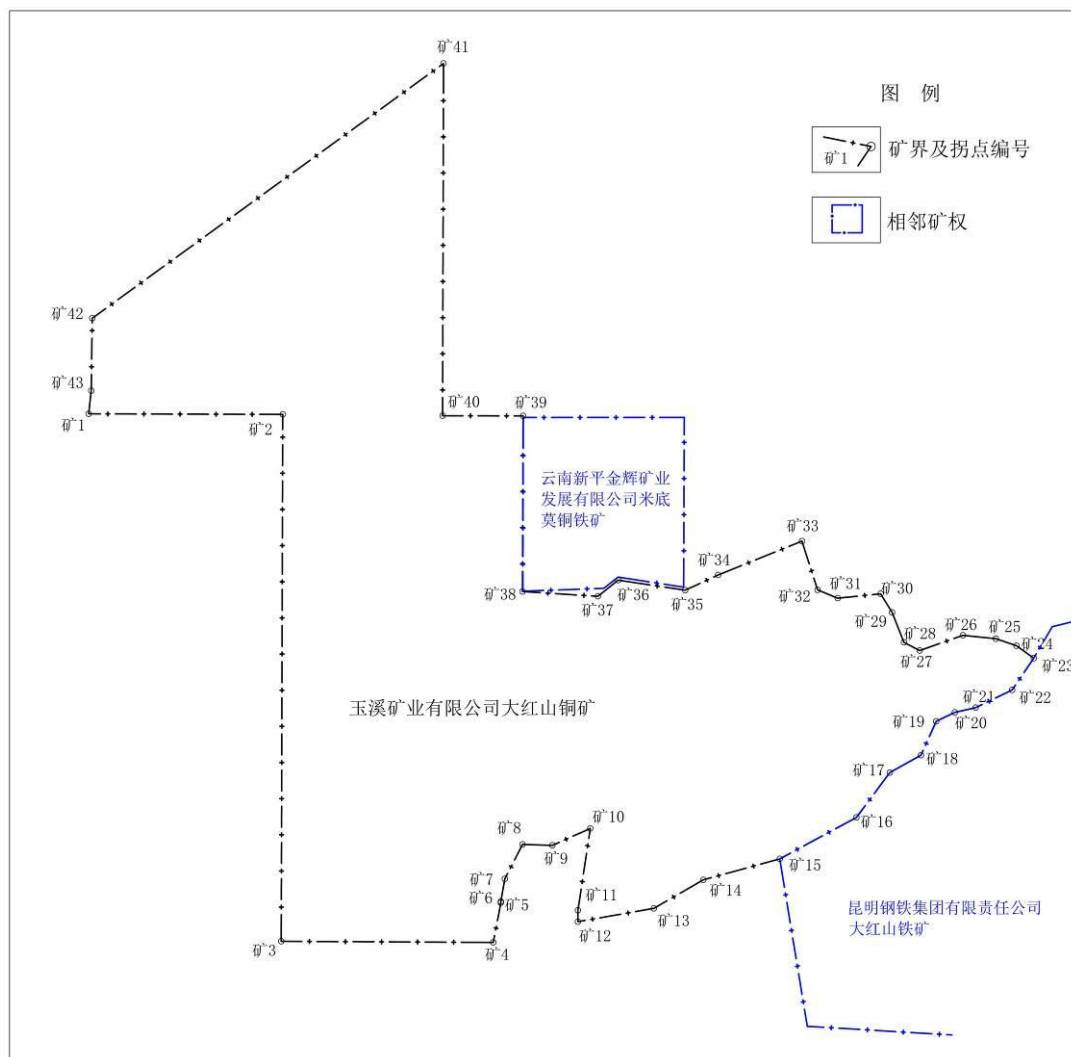 矿41
图 例
矿1
矿界及拐点编号
相邻矿权
矿42
矿43
矿1
矿2
矿40
矿39
云南新平金辉矿业
发展有限公司米底
莫铜铁矿
矿33
矿34
矿38
矿37
矿36
矿35
矿32
矿31
矿30
矿29
矿28
矿27
矿26
矿25
矿24
矿23
矿22
矿21
矿20
矿19
矿18
矿17
矿16
玉溪矿业有限公司大红山铜矿
矿15
矿14
矿13
矿12
矿11
矿10
矿9
矿8
矿7
矿6
矿5
矿4
矿3
昆明钢铁集团有限责任公司
大红山铁矿